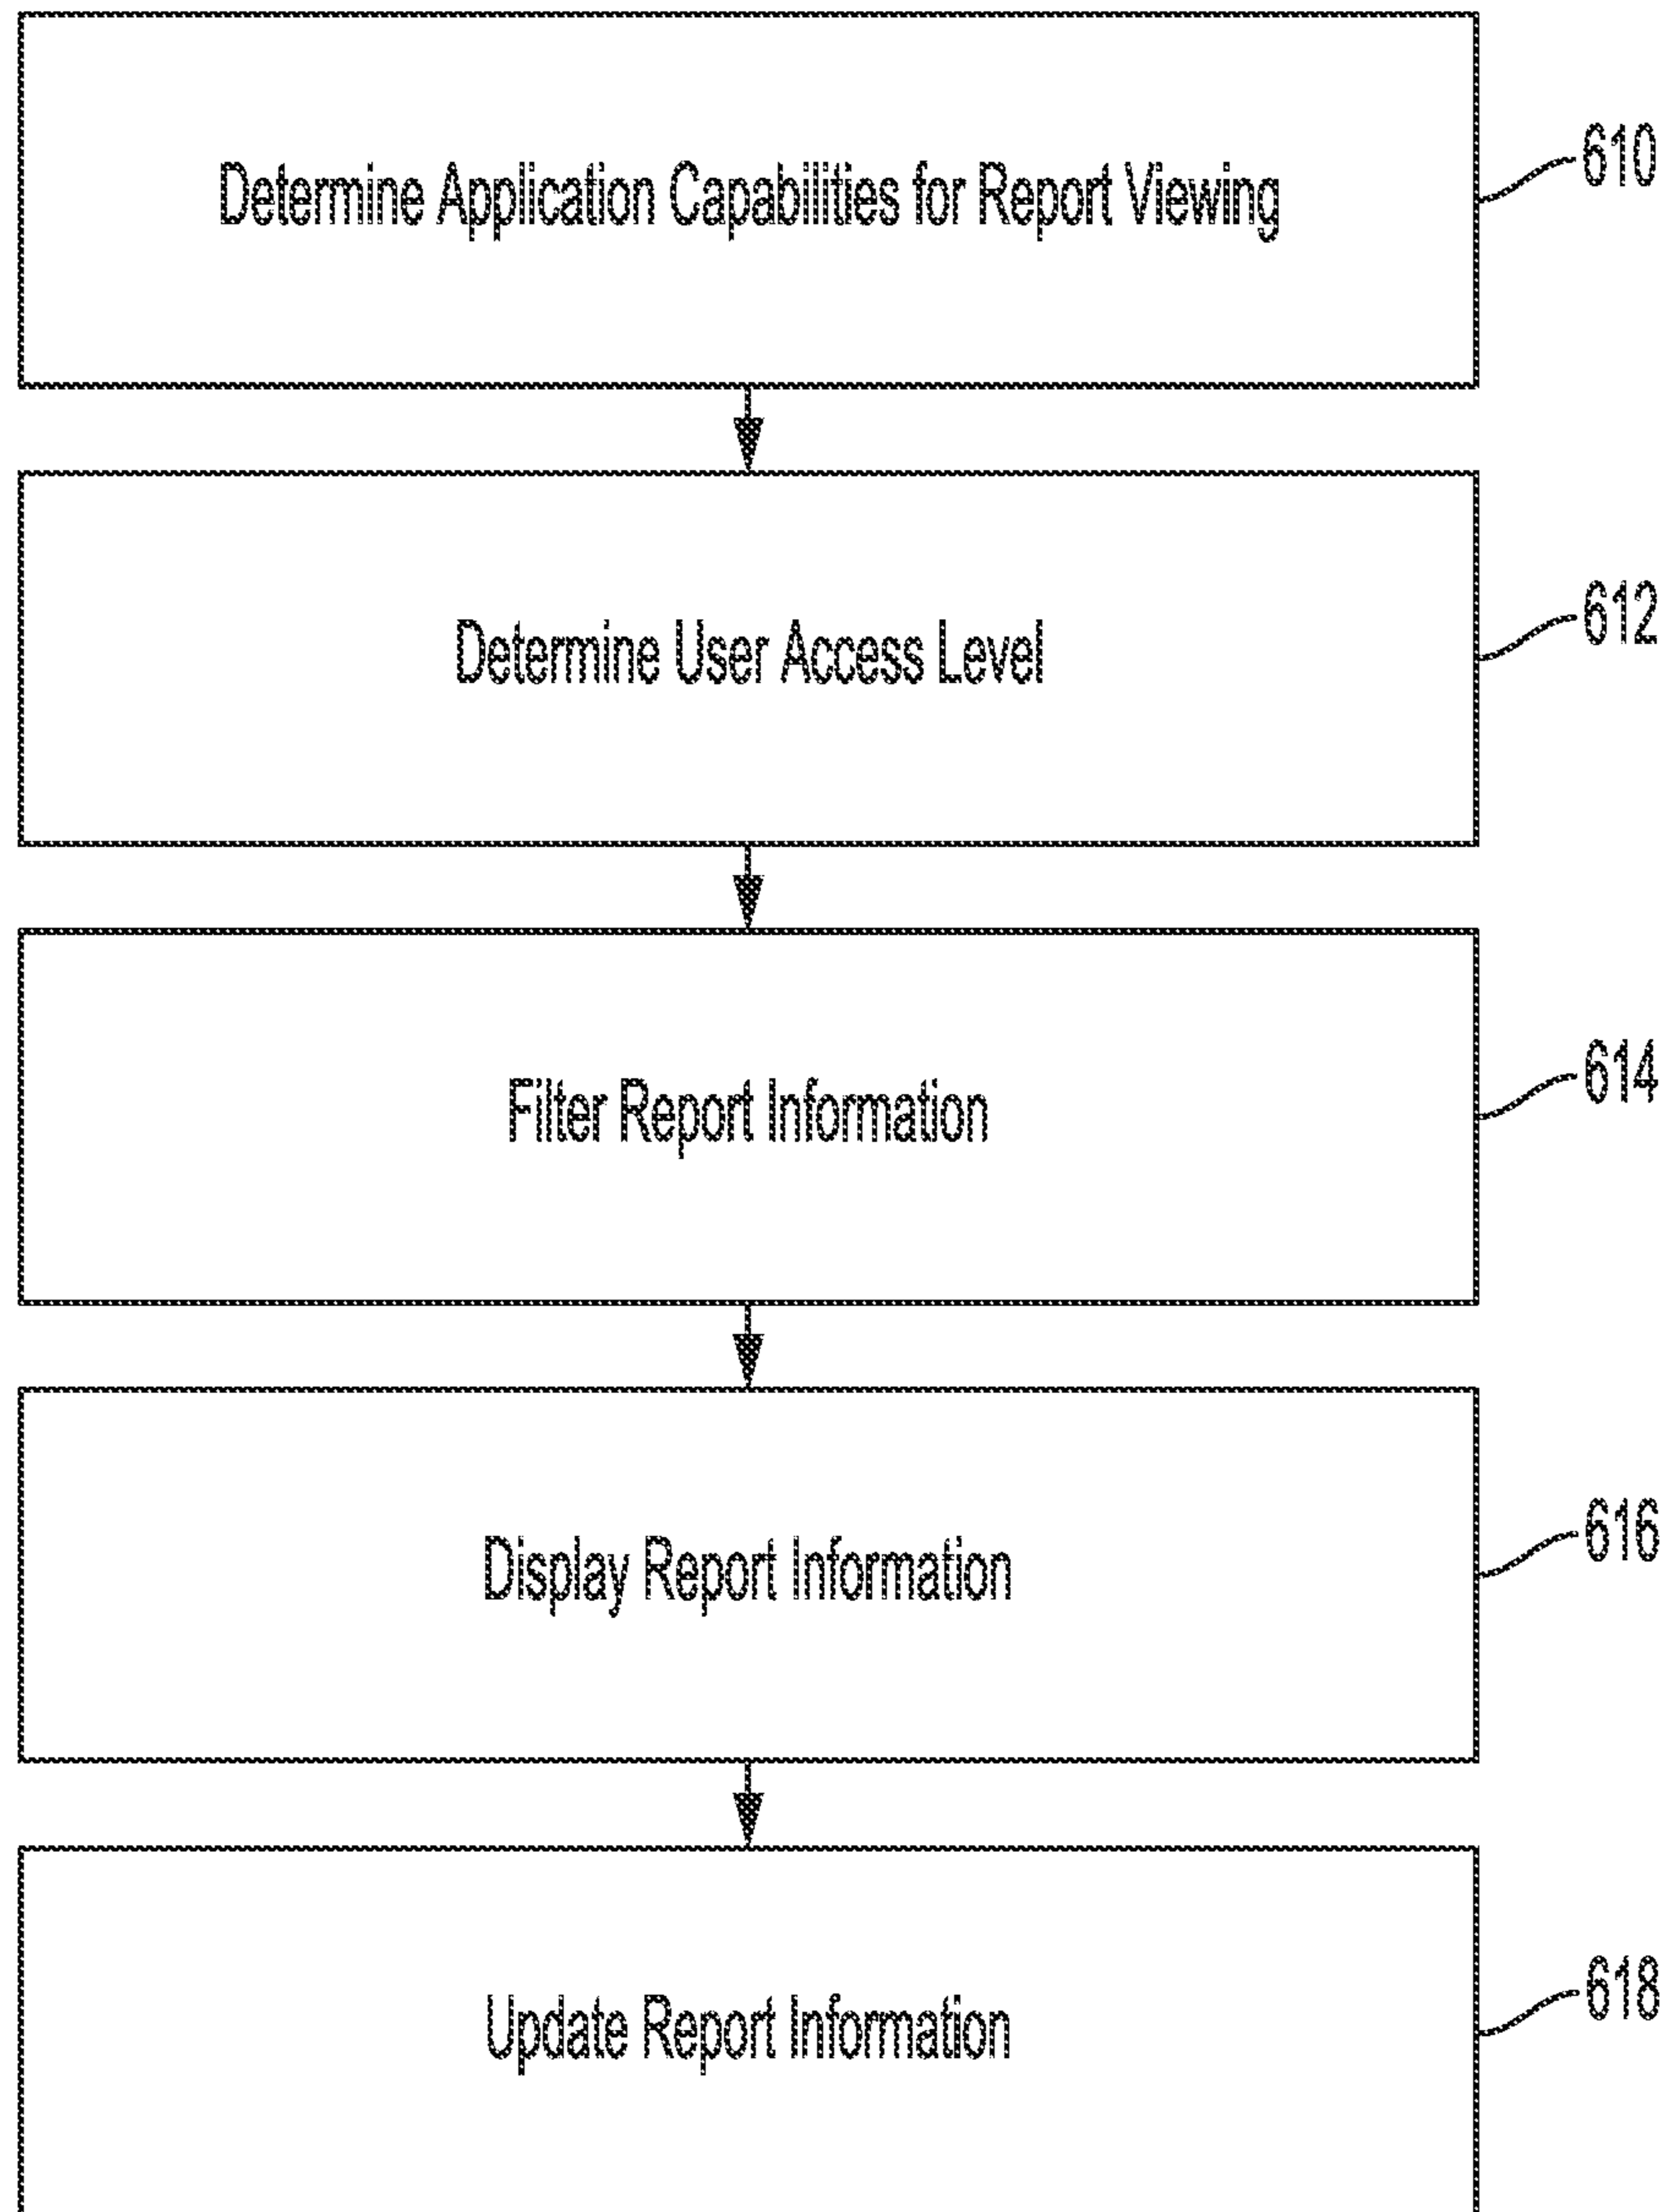 Determine Application Capabilities for Report Viewing
610
Determine User Access Level
612
Filter Report Information
614
Display Report Information
616
Update Report Information
618